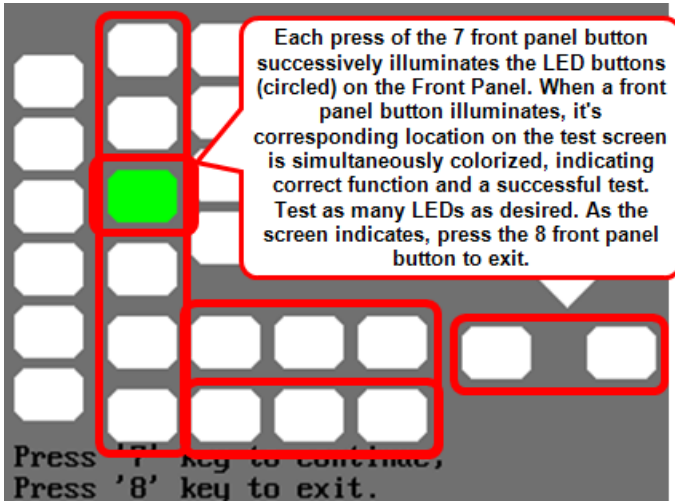 Each press of the 7 front panel button
successively illuminates the LED buttons
(circled) on the Front Panel. When a front
panel button illuminates, it's
corresponding location on the test screen
is simultaneously colorized, indicating
correct function and a successful test.
Test as many LEDs as desired. As the
screen indicates, press the 8 front panel
button to exit.
Press '7' key to continue,
Press '8' key to exit.